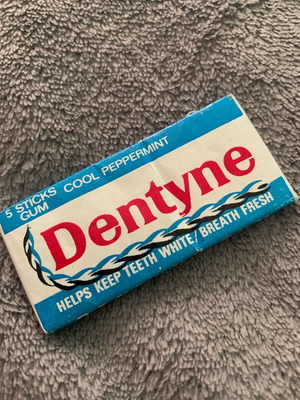 5 STICKS
GUM
COOL PEPPERMINT
Dentyne
HELPS KEEP TEETH WHITE/BREATH FRESH